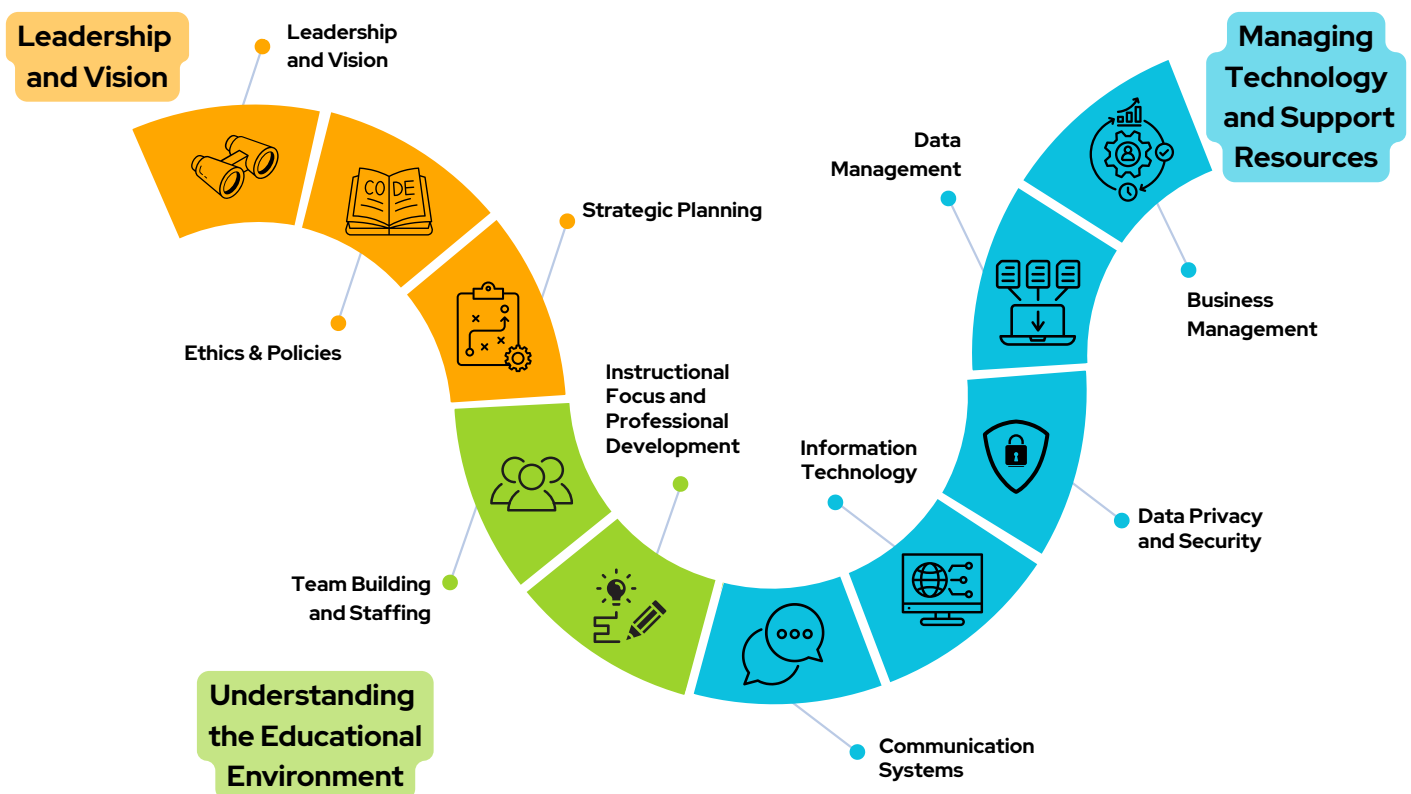 Leadership
and Vision
Leadership
and Vision
CO DE
Ethics & Policies
Strategic Planning
Team Building
and Staffing
Instructional
Focus and
Professional
Development
Understanding
the Educational
Environment
Communication
Systems
Information
Technology
Data Privacy
and Security
Data
Management
Business
Management
Managing
Technology
and Support
Resources